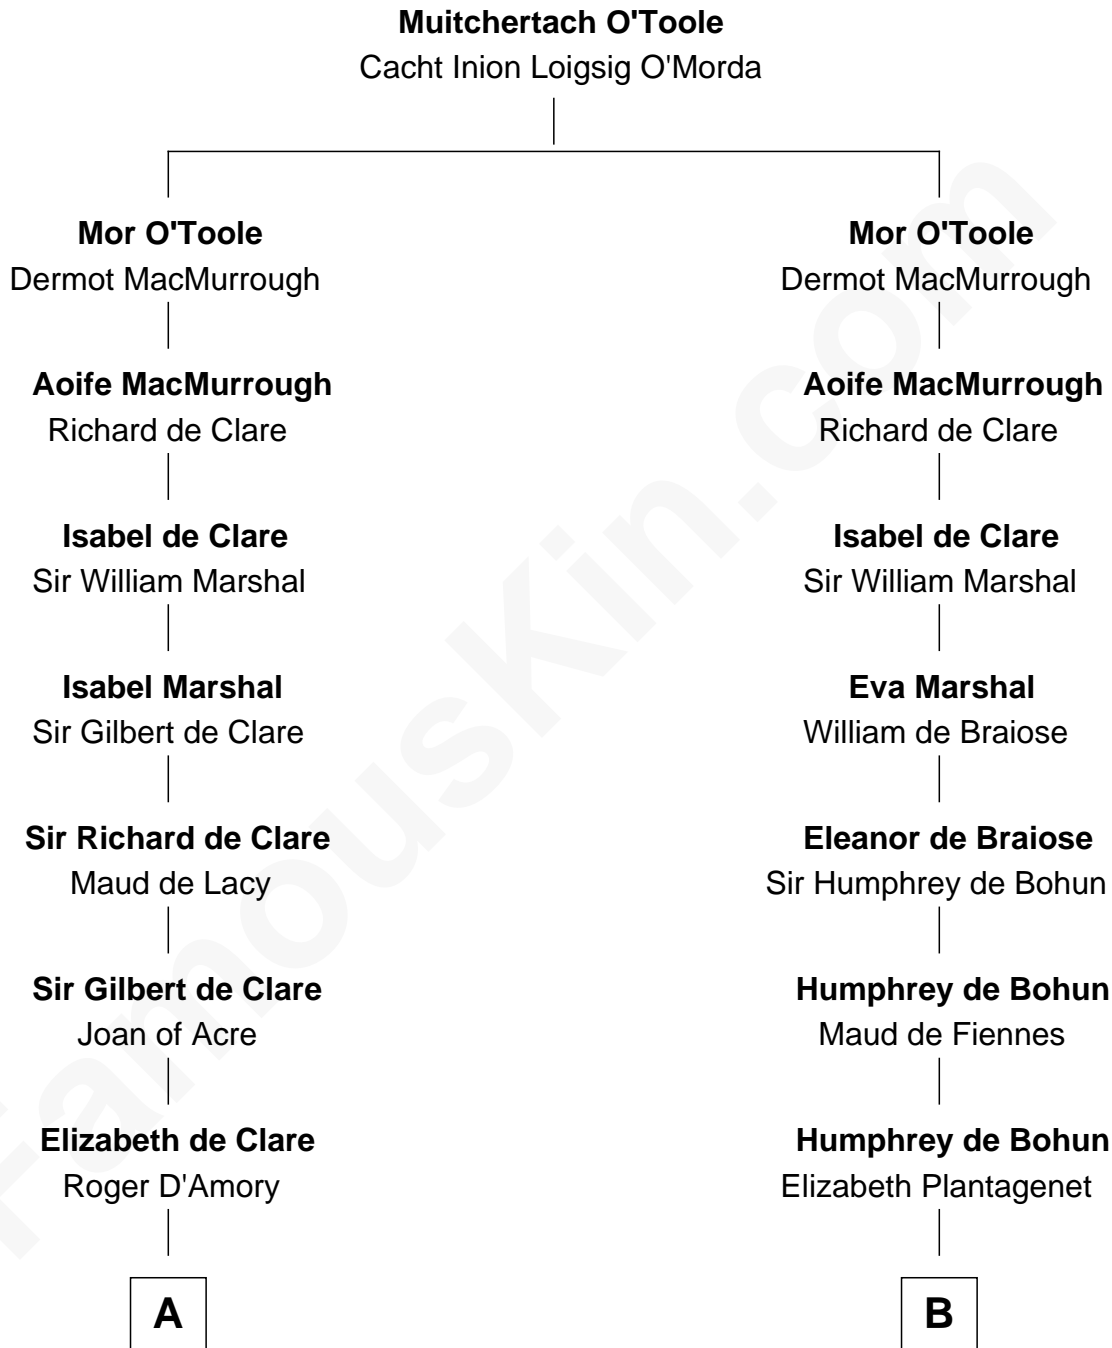 Muitchertach O'Toole
Cacht Inion Loigsig O'Morda
Mor O'Toole
Dermot MacMurrough
Aoife MacMurrough
Richard de Clare
Isabel de Clare
Sir William Marshal
Isabel Marshal
Sir Gilbert de Clare
Sir Richard de Clare
Maud de Lacy
Sir Gilbert de Clare
Joan of Acre
Elizabeth de Clare
Roger D'Amory
A
Mor O'Toole
Dermot MacMurrough
Aoife MacMurrough
Richard de Clare
Isabel de Clare
Sir William Marshal
Eva Marshal
William de Braiose
Eleanor de Braiose
Sir Humphrey de Bohun
Humphrey de Bohun
Maud de Fiennes
Humphrey de Bohun
Elizabeth Plantagenet
B
FamousKin.com